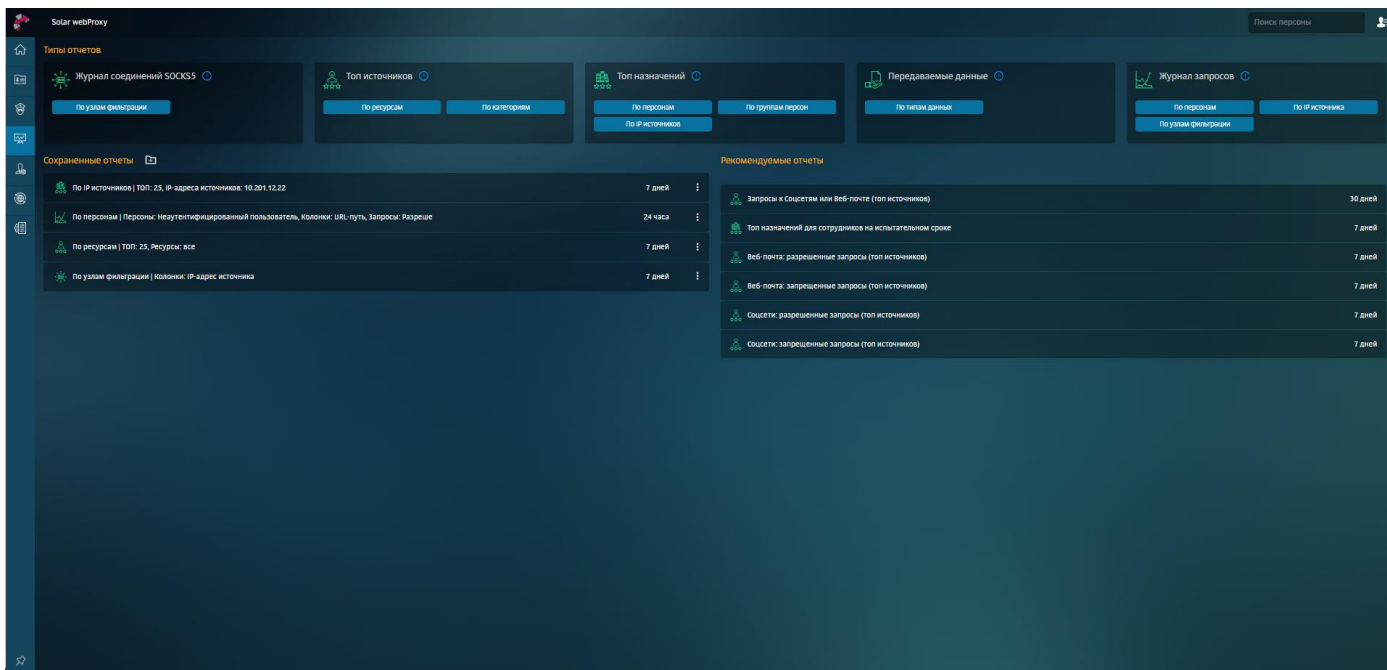 Solar webProxy
Поиск персоны
Типы отчетов
Журнал соединений SOCKS5
По узлам фильтрации
Топ источников
По ресурсам
По категориям
Топ назначений
По персонам
По группам персон
По IP источников
Передаваемые данные
По типам данных
Журнал запросов
По персонам
По IP источника
По узлам фильтрации
Сохраненные отчеты
По IP источников | ТОП: 25, IP-адреса источников: 10.201.12.22 7 дней
По персонам | Персоны: Неаутентифицированный пользователь, Колонки: URL-путь, Запросы: Разреше 24 часа
По ресурсам | ТОП: 25, Ресурсы: все 7 дней
По узлам фильтрации | Колонки: IP-адрес источника 7 дней
Рекомендуемые отчеты
Запросы к Соцсетям или Веб-почте (топ источников) 30 дней
Топ назначений для сотрудников на испытательном сроке 7 дней
Веб-почта: разрешенные запросы (топ источников) 7 дней
Веб-почта: запрещенные запросы (топ источников) 7 дней
Соцсети: разрешенные запросы (топ источников) 7 дней
Соцсети: запрещенные запросы (топ источников) 7 дней